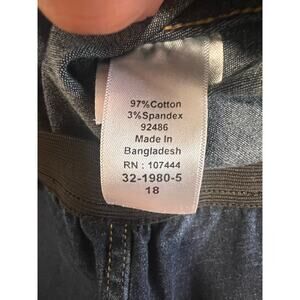 97%Cotton
3%Spandex
92486
Made In
Bangladesh
RN : 107444
32-1980-5
18